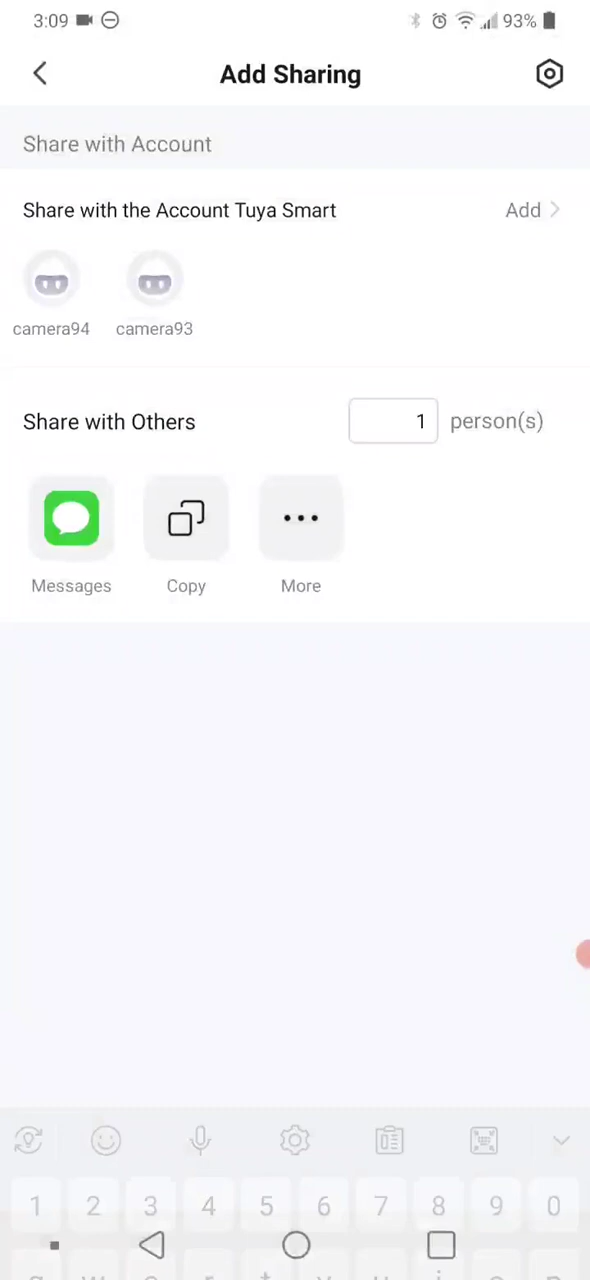 3:09 93%
Add Sharing
Share with Account
Share with the Account Tuya Smart Add
camera94 camera93
Share with Others 1 person(s)
Messages Copy More
1 2 3 4 5 6 7 8 9 0